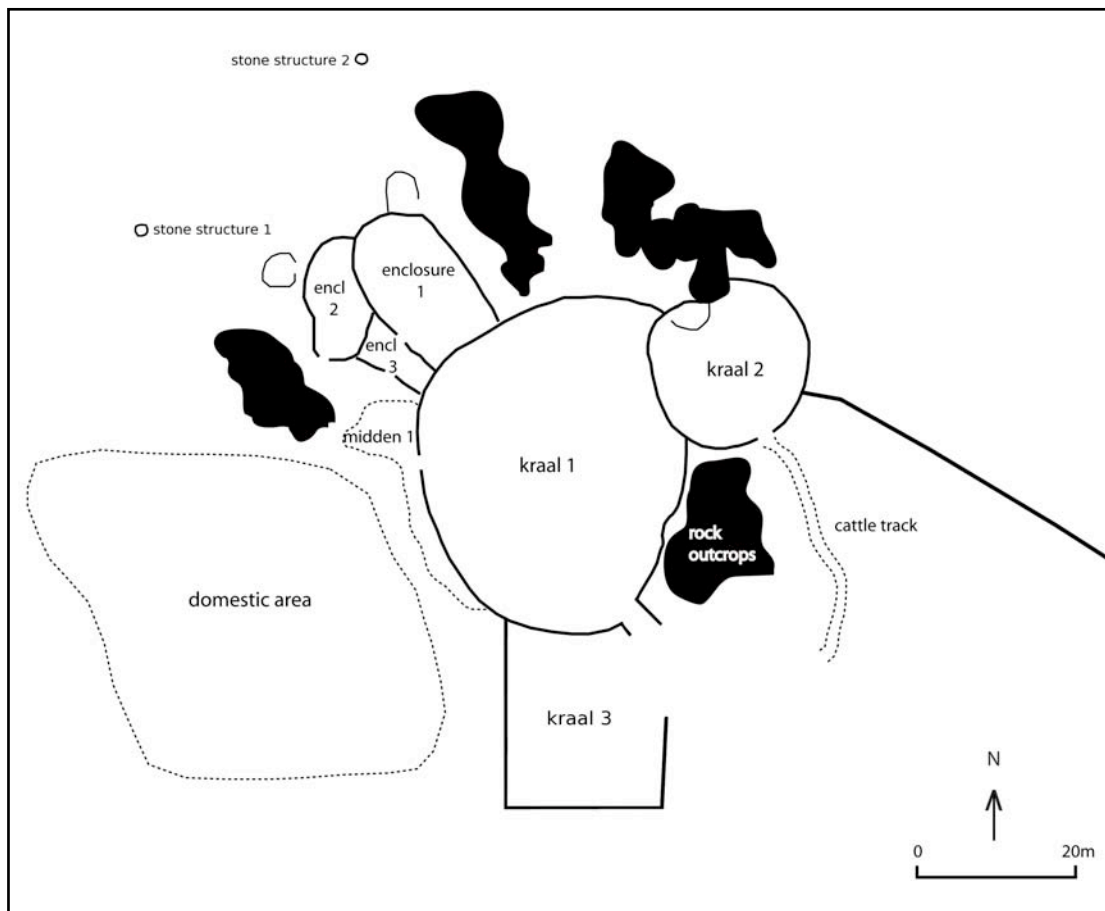 stone structure 2
stone structure 1
enclosure
1
encl
2
encl
3
kraal 2
midden 1
kraal 1
rock
outcrops
cattle track
domestic area
kraal 3
N
0
20m